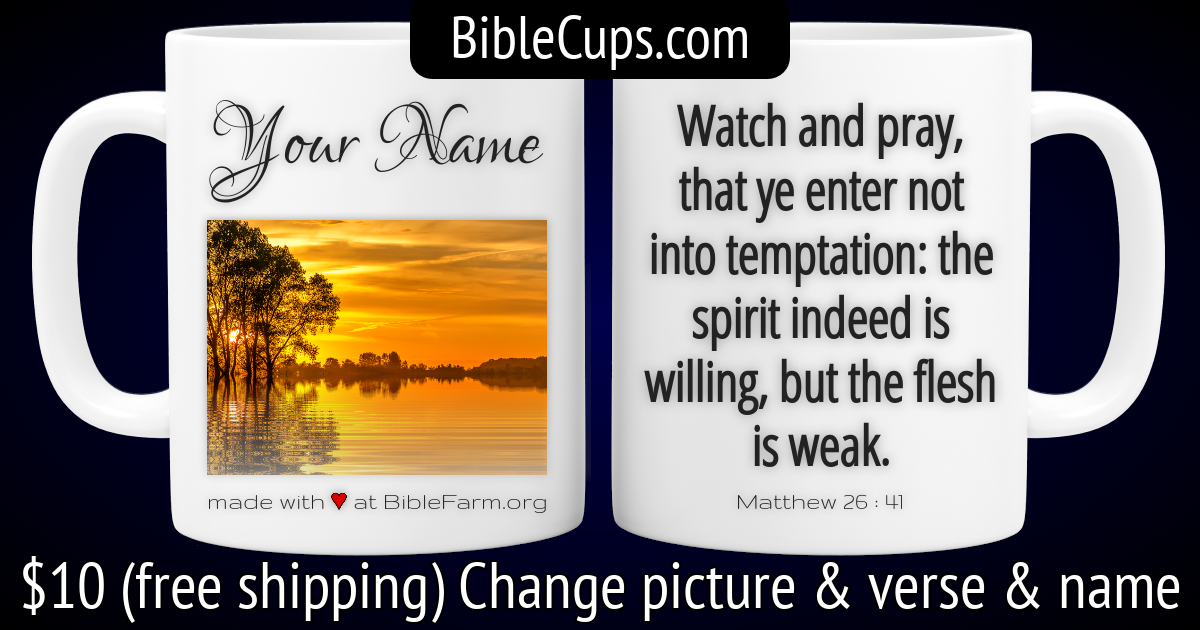 BibleCups.com
Your Name
made with ♥ at BibleFarm.org
Watch and pray,
that ye enter not
into temptation: the
spirit indeed is
willing, but the flesh
is weak.
Matthew 26 : 41
$10 (free shipping) Change picture & verse & name